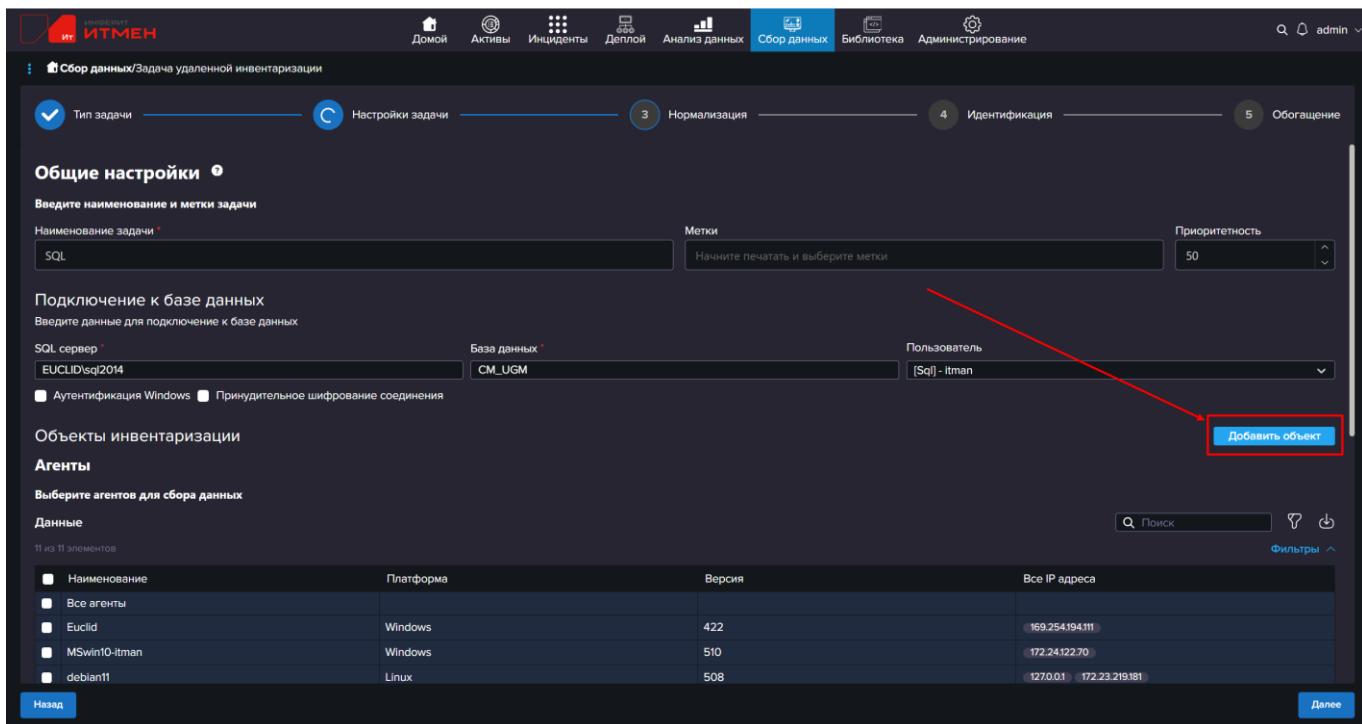 ИНФЕРИТ
ИТ ИТМЕН
Домой Активы Инциденты Деплой Анализ данных Сбор данных Библиотека Администрирование admin
Сбор данных/Задача удаленной инвентаризации
Тип задачи Настройки задачи 3 Нормализация 4 Идентификация 5 Обогащение
Общие настройки ?
Введите наименование и метки задачи
Наименование задачи * Метки Приоритетность
SQL Начните печатать и выберите метки 50
Подключение к базе данных
Введите данные для подключение к базе данных
SQL сервер * База данных * Пользователь
EUCLID\sql2014 CM_UGM [Sql] - itman
Аутентификация Windows Принудительное шифрование соединения
Объекты инвентаризации Добавить объект
Агенты
Выберите агентов для сбора данных
Данные Поиск
11 из 11 элементов Фильтры
Наименование Платформа Версия Все IP адреса
Все агенты
Euclid Windows 422 169.254.194.111
MSwin10-itman Windows 510 172.24.122.70
debian11 Linux 508 127.0.0.1 172.23.219.181
Назад Далее